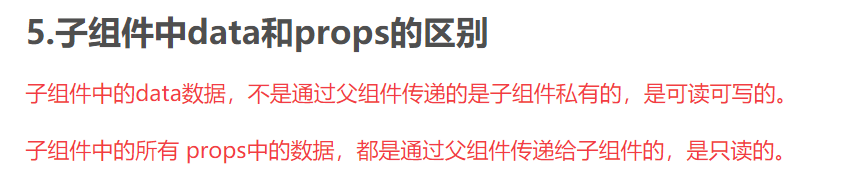 5.子组件中data和props的区别
子组件中的data数据，不是通过父组件传递的是子组件私有的，是可读可写的。
子组件中的所有 props中的数据，都是通过父组件传递给子组件的，是只读的。